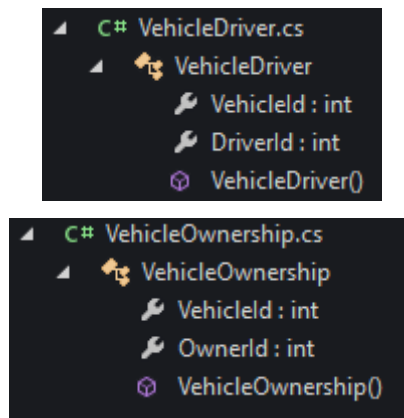 C# VehicleDriver.cs
VehicleDriver
VehicleId : int
DriverId : int
VehicleDriver()
C# VehicleOwnership.cs
VehicleOwnership
VehicleId : int
OwnerId : int
VehicleOwnership()